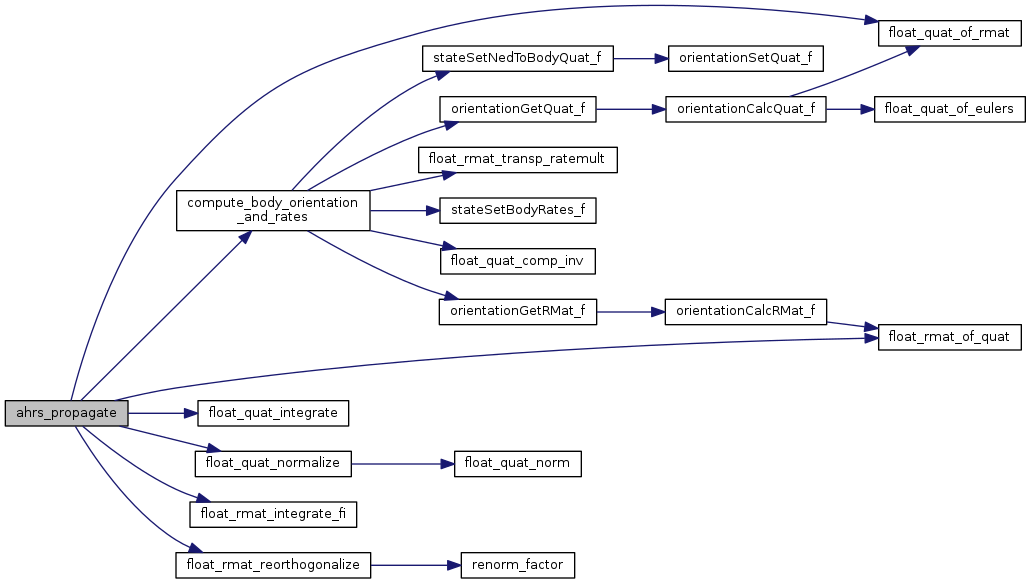 float_quat_of_rmat
stateSetNedToBodyQuat_f
orientationSetQuat_f
orientationGetQuat_f
orientationCalcQuat_f
float_quat_of_eulers
float_rmat_transp_ratemult
compute_body_orientation
_and_rates
stateSetBodyRates_f
float_quat_comp_inv
orientationGetRMat_f
orientationCalcRMat_f
float_rmat_of_quat
ahrs_propagate
float_quat_integrate
float_quat_normalize
float_quat_norm
float_rmat_integrate_fi
float_rmat_reorthogonalize
renorm_factor